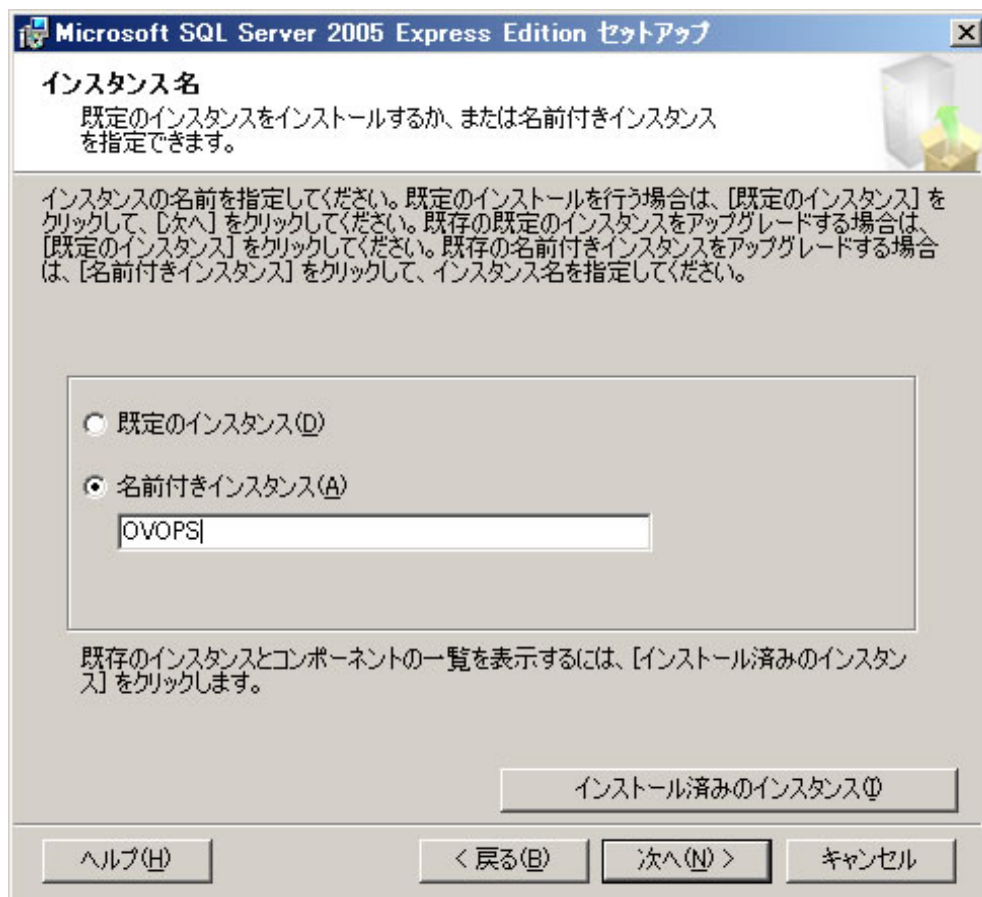 Microsoft SQL Server 2005 Express Edition セットアップ
インスタンス名
既定のインスタンスをインストールするか、または名前付きインスタンス
を指定できます。
インスタンスの名前を指定してください。既定のインストールを行う場合は、[既定のインスタンス] を
クリックして、[次へ] をクリックしてください。既存の既定のインスタンスをアップグレードする場合は、
[既定のインスタンス] をクリックしてください。既存の名前付きインスタンスをアップグレードする場合
は、[名前付きインスタンス] をクリックして、インスタンス名を指定してください。
既定のインスタンス(D)
名前付きインスタンス(A)
OVOPS
既存のインスタンスとコンポーネントの一覧を表示するには、[インストール済みのインスタン
ス] をクリックします。
インストール済みのインスタンス(I)
ヘルプ(H)
< 戻る(B)
次へ(N) >
キャンセル